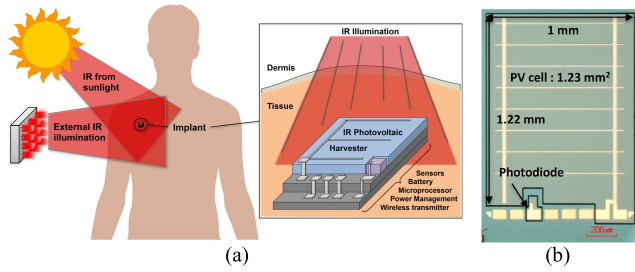 IR from
sunlight
External IR
illumination
Implant
IR Illumination
Dermis
Tissue
IR Photovoltaic
Harvester
Sensors
Battery
Microprocessor
Power Management
Wireless transmitter
(a)
1 mm
PV cell : 1.23 mm²
1.22 mm
Photodiode
200μm
(b)